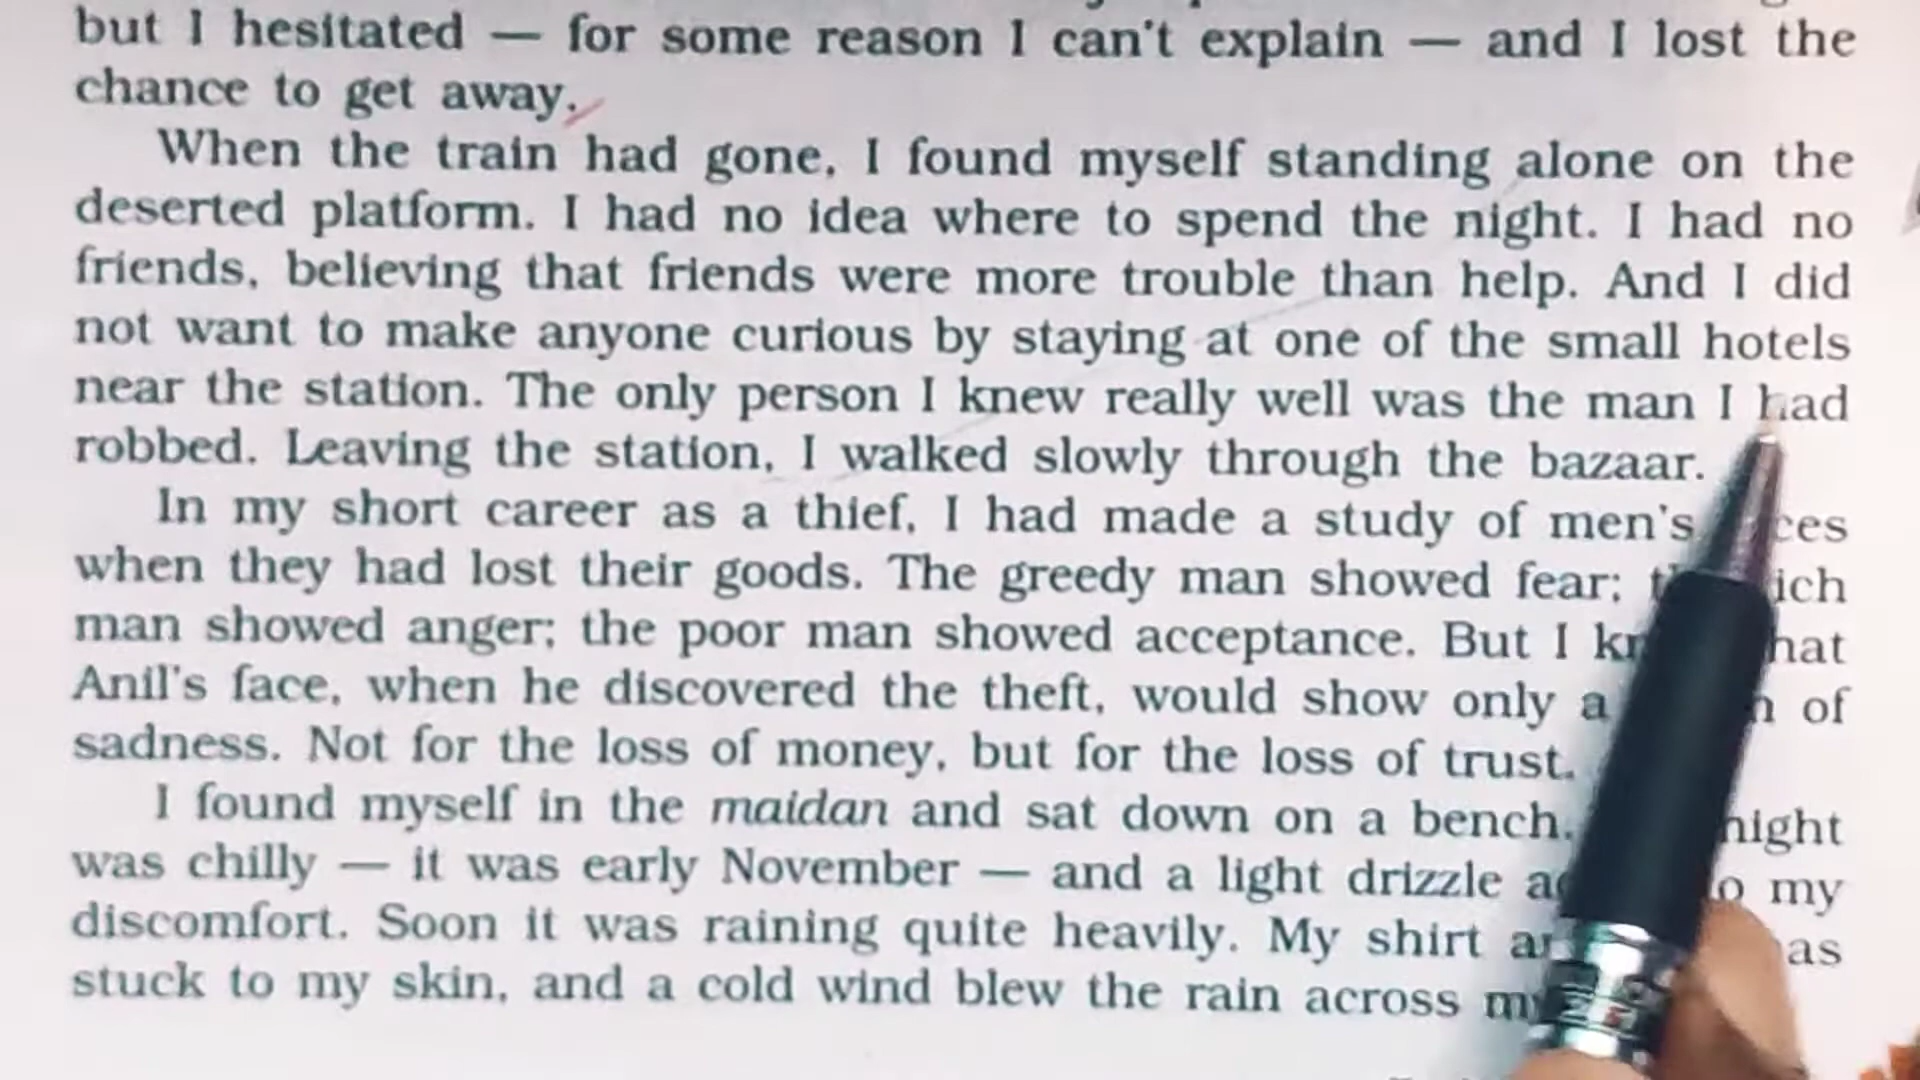 but I hesitated — for some reason I can't explain — and I lost the
chance to get away.
When the train had gone, I found myself standing alone on the
deserted platform. I had no idea where to spend the night. I had no
friends, believing that friends were more trouble than help. And I did
not want to make anyone curious by staying at one of the small hotels
near the station. The only person I knew really well was the man I had
robbed. Leaving the station, I walked slowly through the bazaar.
In my short career as a thief, I had made a study of men's
when they had lost their goods. The greedy man showed fear;
man showed anger; the poor man showed acceptance. But I
Anil's face, when he discovered the theft, would show only a of
sadness. Not for the loss of money, but for the loss of trust.
I found myself in the maidan and sat down on a bench. night
was chilly — it was early November — and a light drizzle my
discomfort. Soon it was raining quite heavily. My shirt
stuck to my skin, and a cold wind blew the rain across